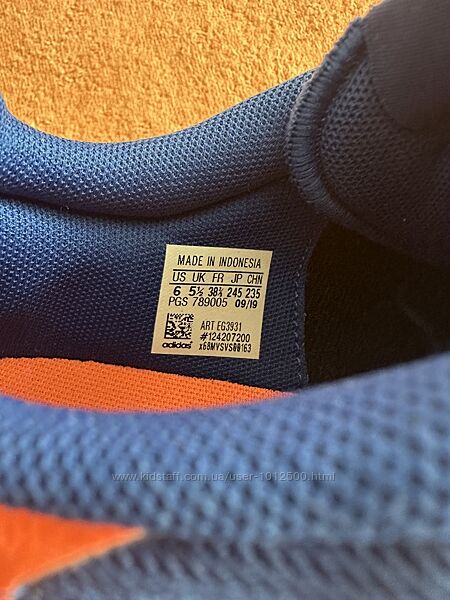 MADE IN INDONESIA
US UK FR JP CHN
6 5½ 38⅔ 245 235
PGS 789005 09/19
ART EG3931
#124207200
adidas x68MVSVS00163
www.kidstaff.com.ua/user-1012500.html